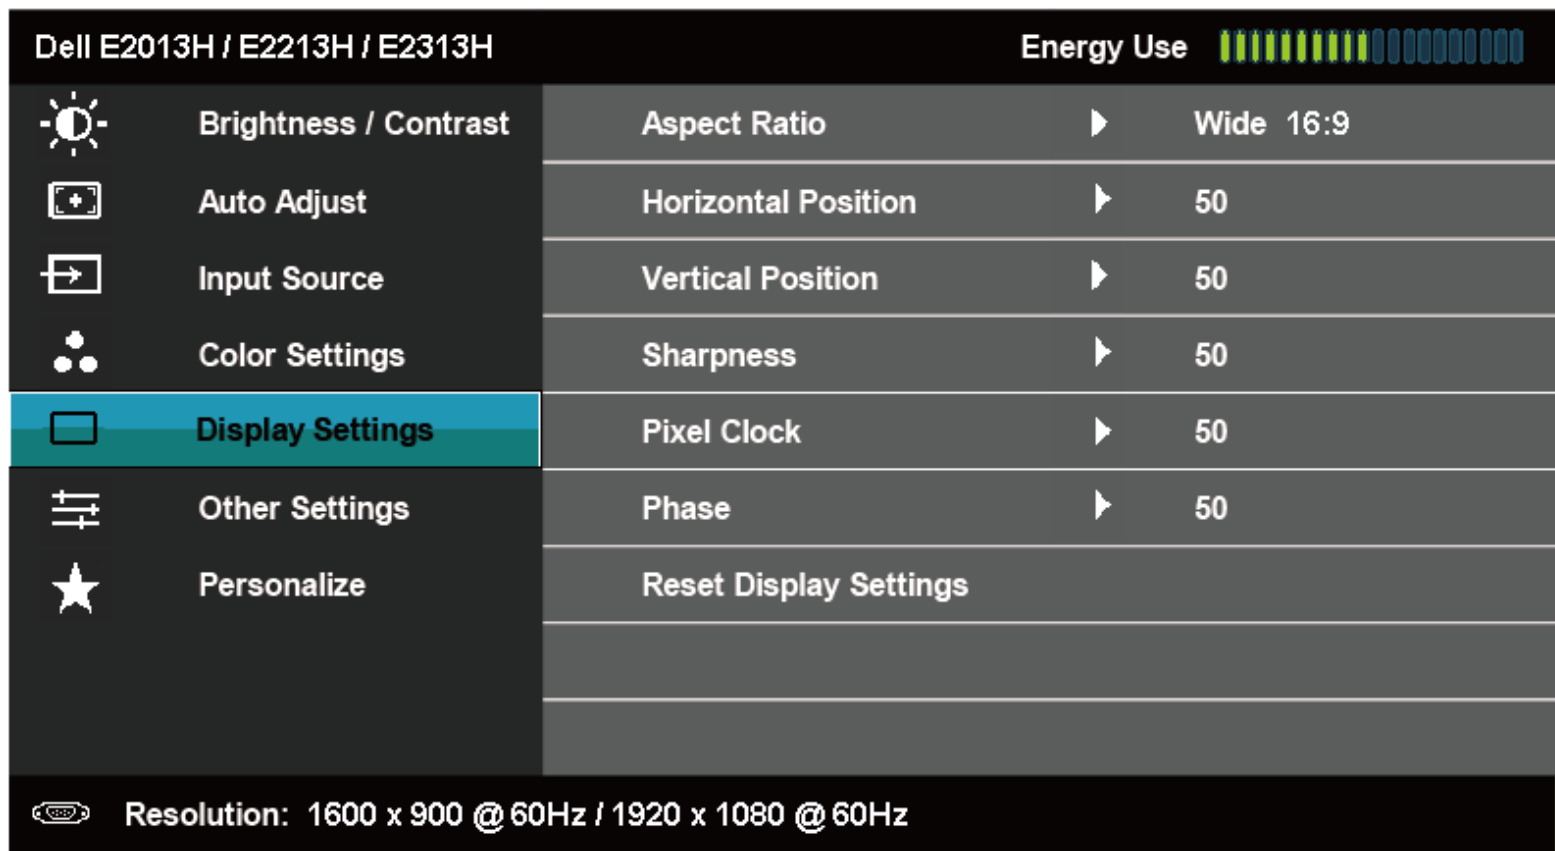 Dell E2013H / E2213H / E2313H Energy Use
Brightness / Contrast Aspect Ratio Wide 16:9
Auto Adjust Horizontal Position 50
Input Source Vertical Position 50
Color Settings Sharpness 50
Display Settings Pixel Clock 50
Other Settings Phase 50
Personalize Reset Display Settings
Resolution: 1600 x 900 @ 60Hz / 1920 x 1080 @ 60Hz